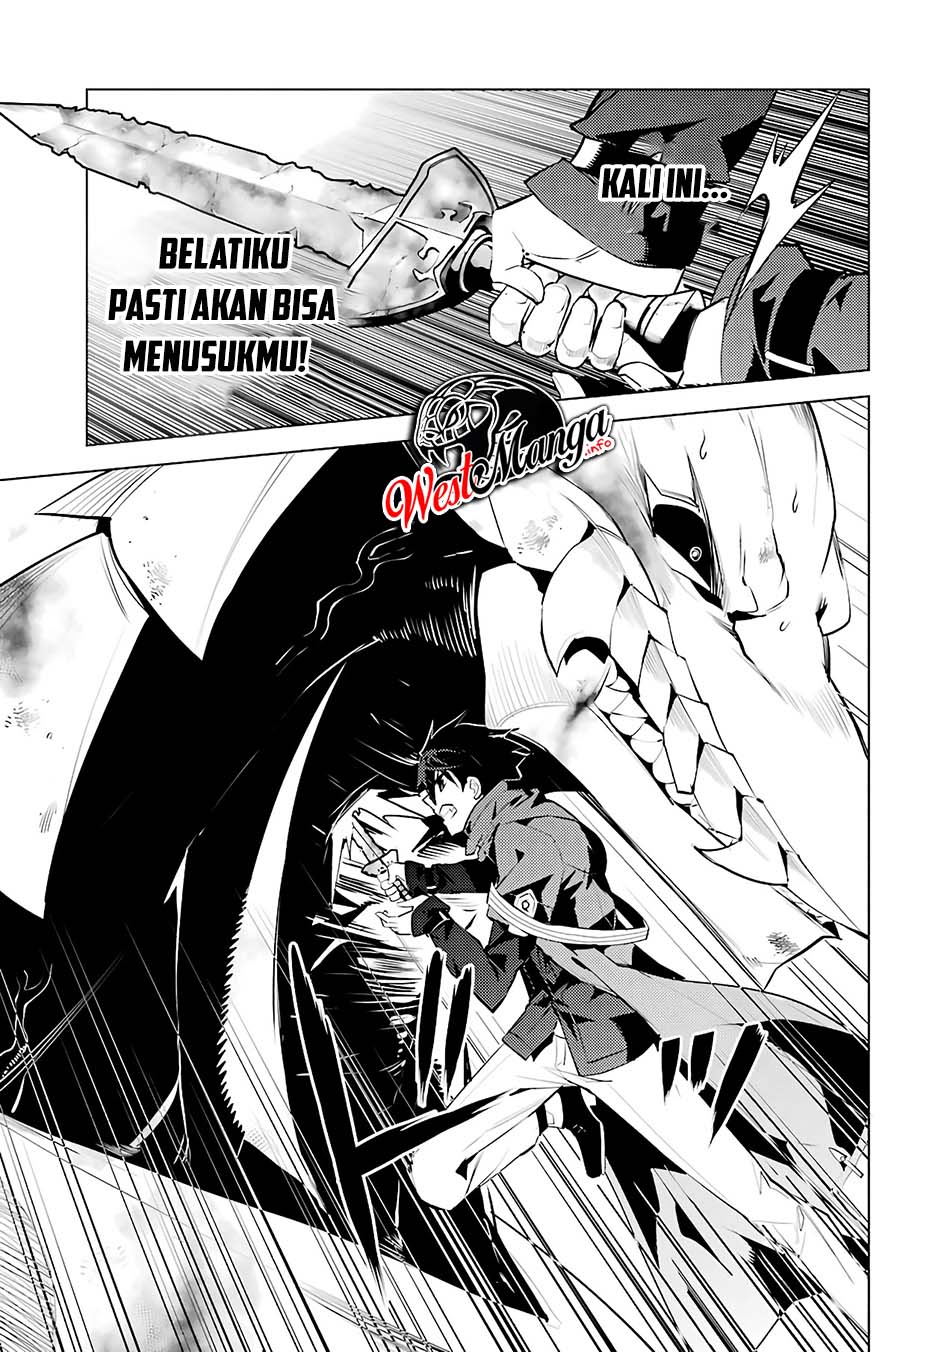 KALI INI...
BELATIKU
PASTI AKAN BISA
MENUSUKMU!
WestManga
.info